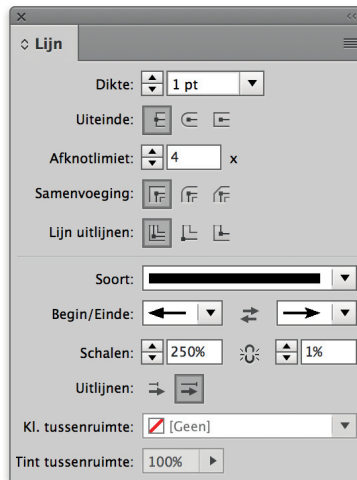 Lijn
Dikte: 1 pt
Uiteinde:
Afknotlimiet: 4 x
Samenvoeging:
Lijn uitlijnen:
Soort:
Begin/Einde:
Schalen: 250% 1%
Uitlijnen:
Kl. tussenruimte: [Geen]
Tint tussenruimte: 100%